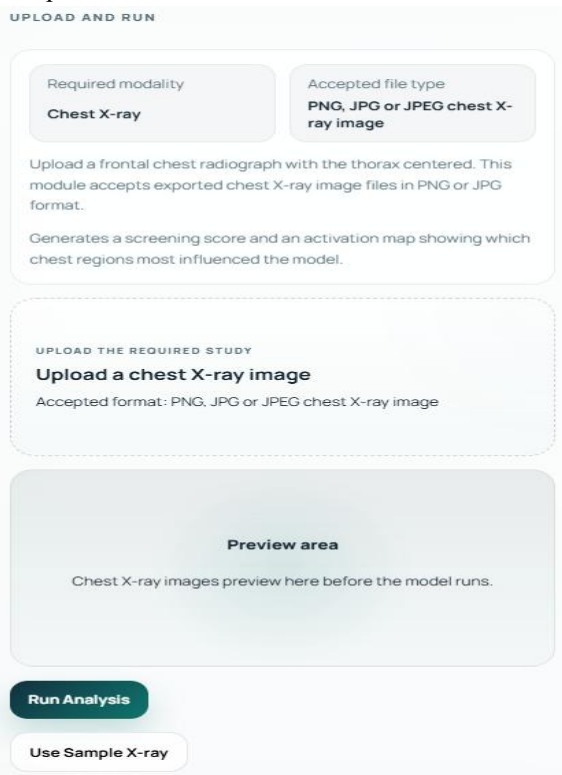 UPLOAD AND RUN
Required modality
Chest X-ray
Accepted file type
PNG, JPG or JPEG chest X-
ray image
Upload a frontal chest radiograph with the thorax centered. This
module accepts exported chest X-ray image files in PNG or JPG
format.
Generates a screening score and an activation map showing which
chest regions most influenced the model.
UPLOAD THE REQUIRED STUDY
Upload a chest X-ray image
Accepted format: PNG, JPG or JPEG chest X-ray image
Preview area
Chest X-ray images preview here before the model runs.
Run Analysis
Use Sample X-ray